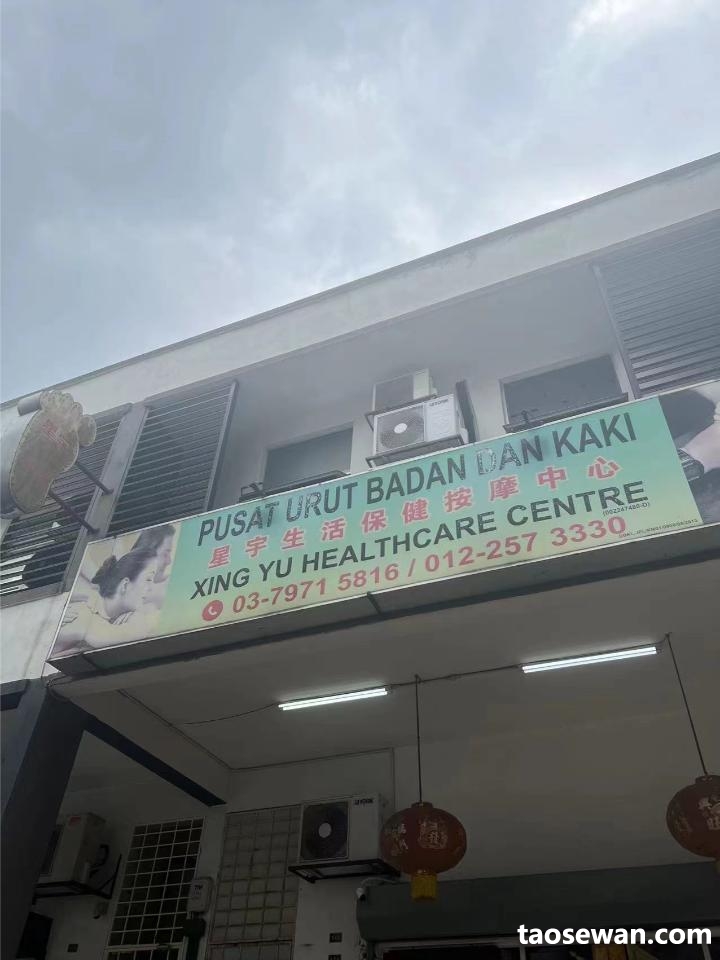 PUSAT URUT BADAN DAN KAKI
星宇生活保健按摩中心
XING YU HEALTHCARE CENTRE
(002247480-D)
03-7971 5816 / 012-257 3330
taosewan.com